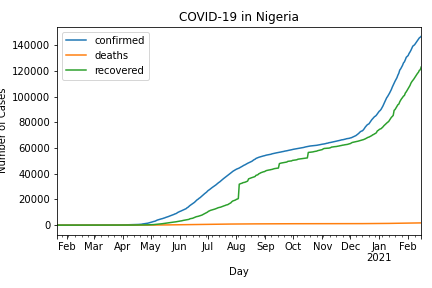 COVID-19 in Nigeria
confirmed
deaths
recovered
140000
120000
100000
80000
60000
40000
20000
0
Number of Cases
Feb Mar Apr May Jun Jul Aug Sep Oct Nov Dec Jan Feb
2021
Day